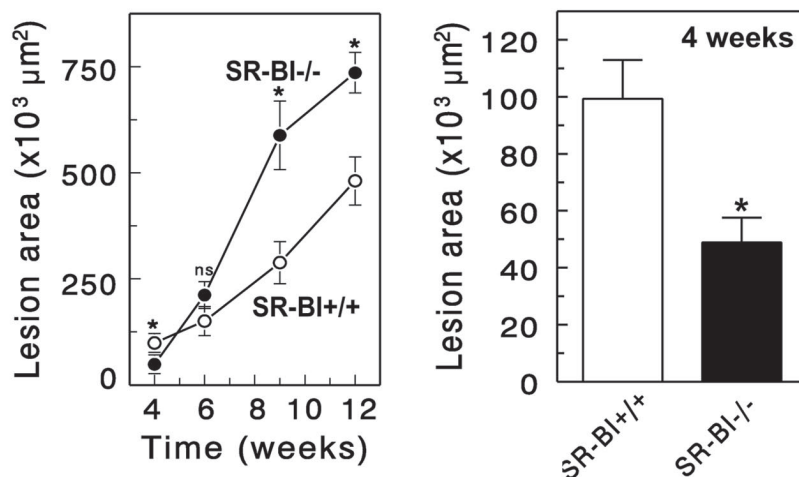 Lesion area (x10³ µm²)
750
500
250
0
*
ns
*
*
SR-BI-/-
SR-BI+/+
4 6 8 10 12
Time (weeks)
Lesion area (x10³ µm²)
120
100
80
60
40
20
0
4 weeks
*
SR-BI+/+
SR-BI-/-